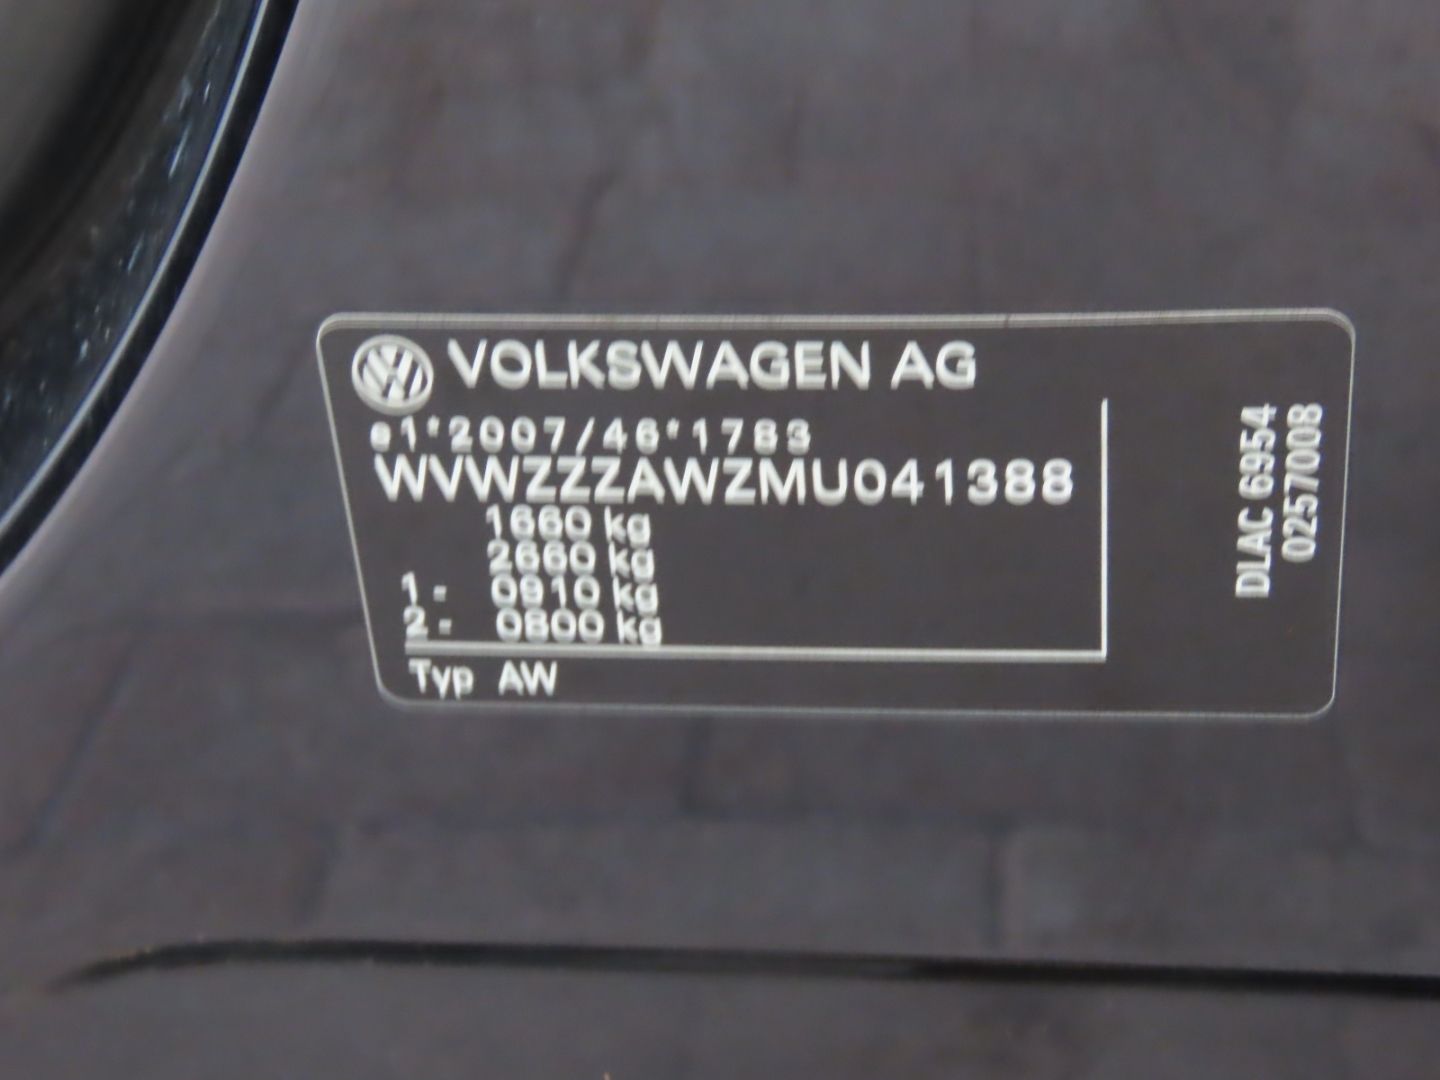 VOLKSWAGEN AG
e1*2007/46*1783
WVWZZZAWZMU041388
1660 kg
2660 kg
1 - 0910 kg
2 - 0800 kg
Typ AW
DLAC 6954
0257008